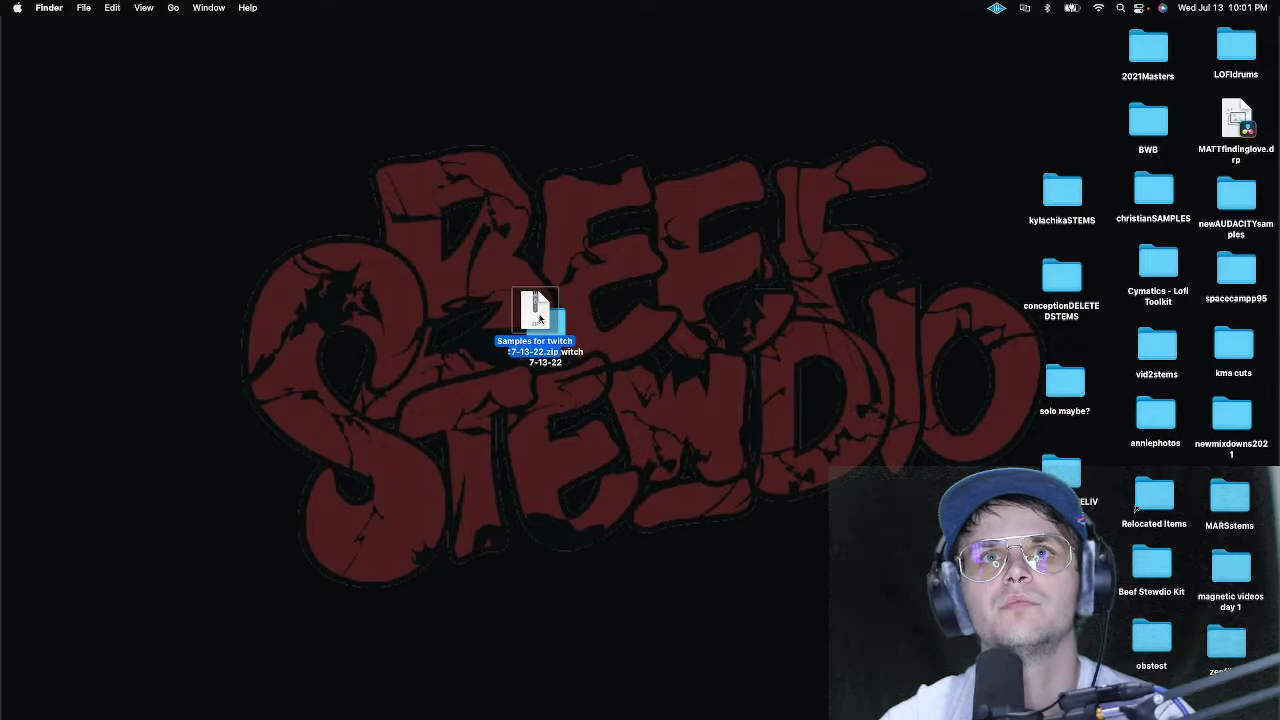 Finder File Edit View Go Window Help
Wed Jul 13 10:01 PM
2021Masters
LOFIdrums
BWB
MATTfindinglove.d
rp
kylachikaSTEMS
christianSAMPLES
newAUDACITYsam
ples
conceptionDELETE
DSTEMS
Cymatics - Lofi
Toolkit
spacecampp95
vid2stems
kma cuts
solo maybe?
anniephotos
newmixdowns202
1
Relocated Items
MARSstems
Beef Stewdio Kit
magnetic videos
day 1
obstest
BEEF
STEWDIO
Samples for twitch
7-13-22.zip
7-13-22